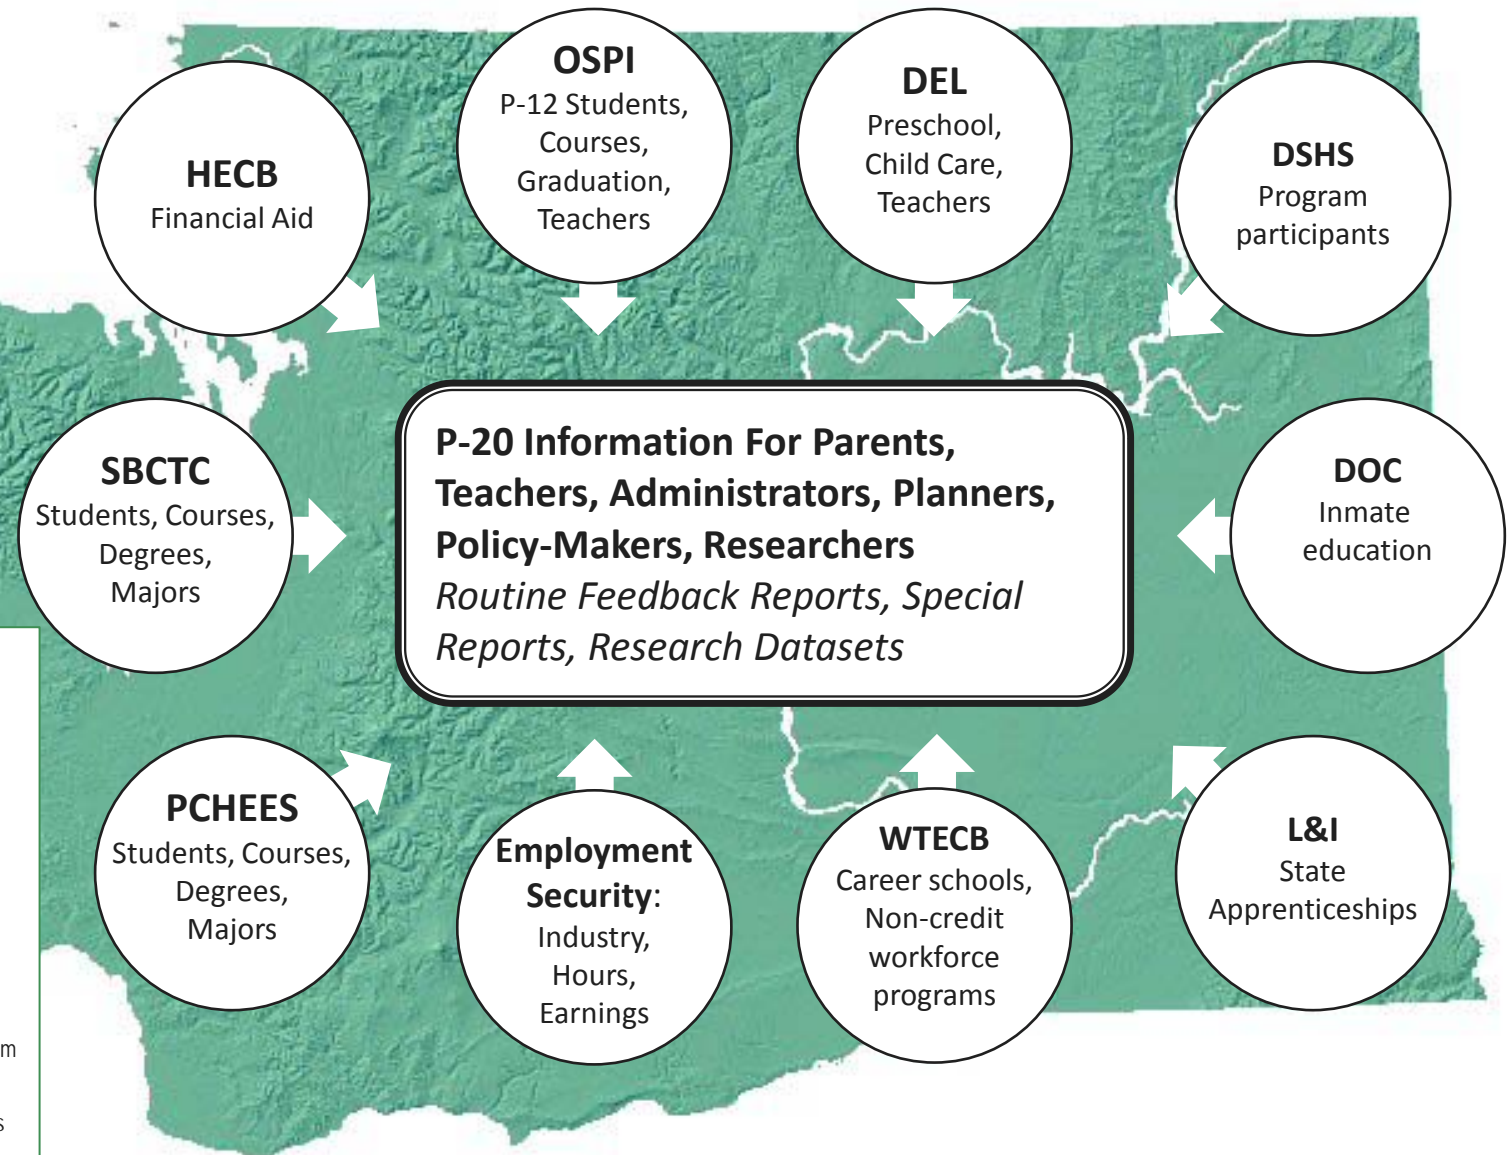 OSPI
P-12 Students,
Courses,
Graduation,
Teachers
DEL
Preschool,
Child Care,
Teachers
HECB
Financial Aid
DSHS
Program
participants
P-20 Information For Parents,
Teachers, Administrators, Planners,
Policy-Makers, Researchers
Routine Feedback Reports, Special
Reports, Research Datasets
SBCTC
Students, Courses,
Degrees,
Majors
DOC
Inmate
education
PCHEES
Students, Courses,
Degrees,
Majors
Employment
Security:
Industry,
Hours,
Earnings
WTECB
Career schools,
Non-credit
workforce
programs
L&I
State
Apprenticeships
m
s